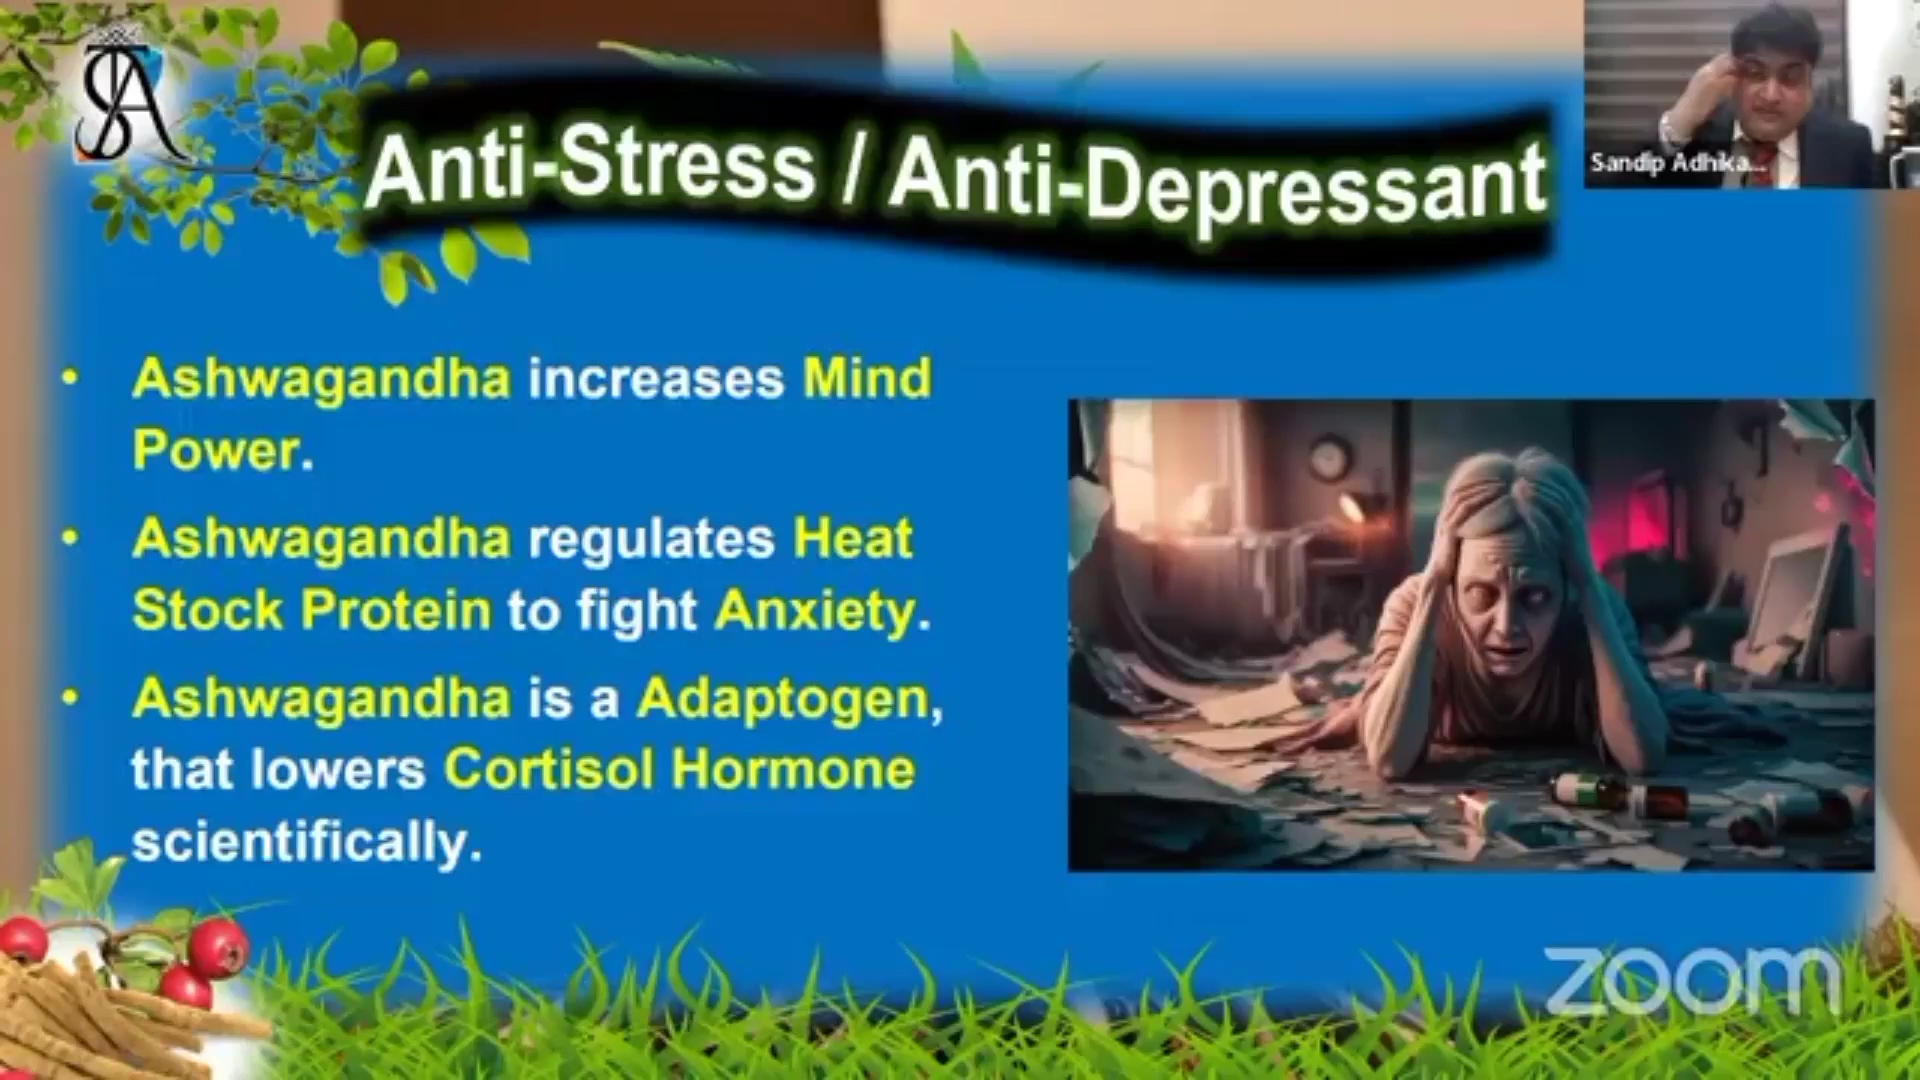 SA
Anti-Stress / Anti-Depressant
Sandip Adhika...
• Ashwagandha increases Mind
Power.
• Ashwagandha regulates Heat
Stock Protein to fight Anxiety.
• Ashwagandha is a Adaptogen,
that lowers Cortisol Hormone
scientifically.
zoom